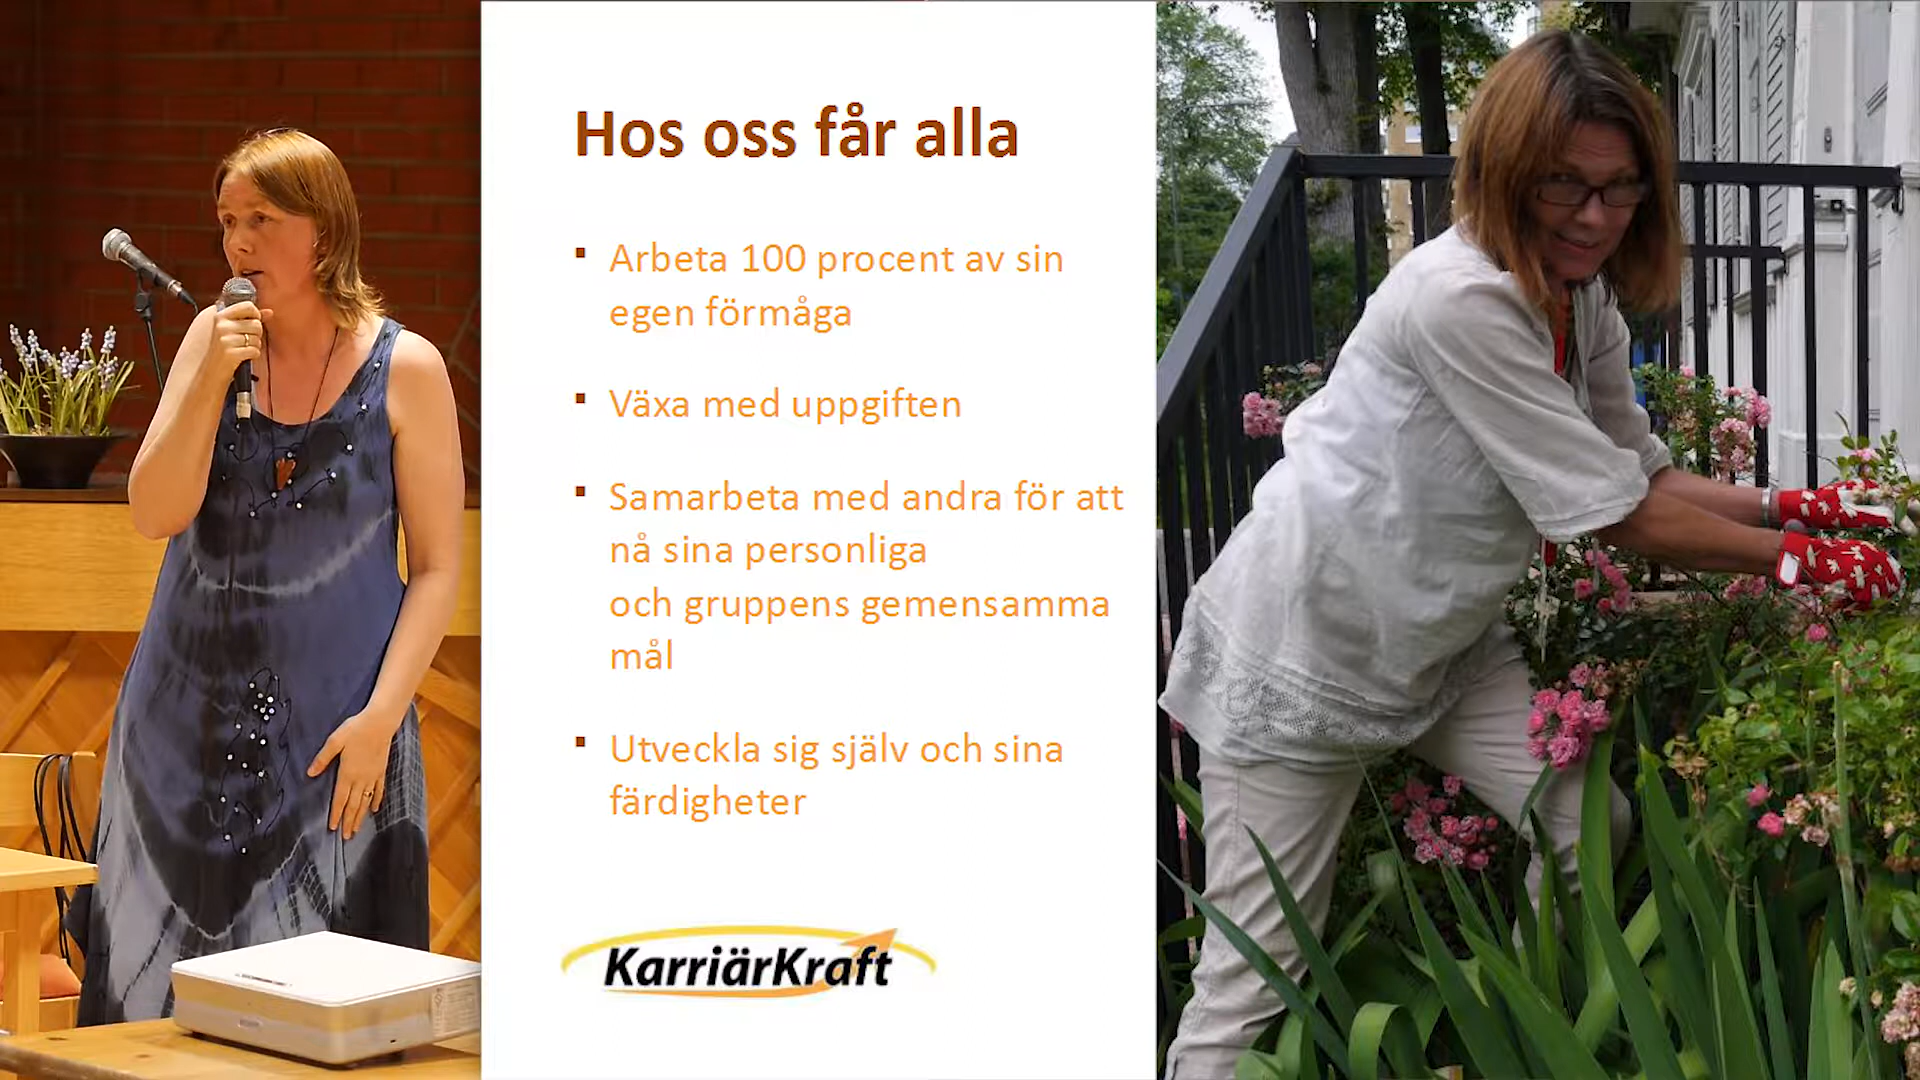 Hos oss får alla
▪ Arbeta 100 procent av sin
egen förmåga
▪ Växa med uppgiften
▪ Samarbeta med andra för att
nå sina personliga
och gruppens gemensamma
mål
▪ Utveckla sig själv och sina
färdigheter
KarriärKraft